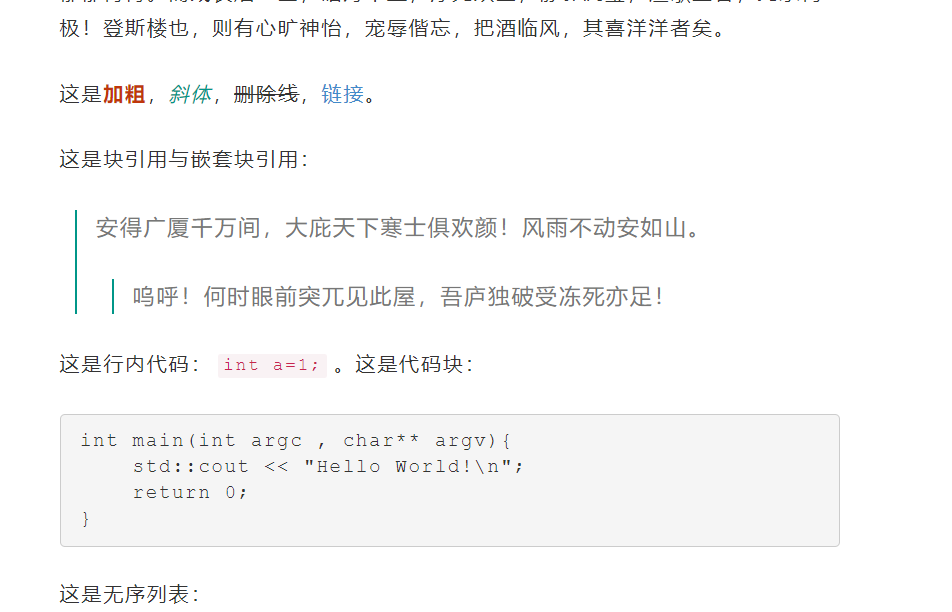 极！登斯楼也，则有心旷神怡，宠辱偕忘，把酒临风，其喜洋洋者矣。
这是加粗，斜体，删除线，链接。
这是块引用与嵌套块引用：
安得广厦千万间，大庇天下寒士俱欢颜！风雨不动安如山。
呜呼！何时眼前突兀见此屋，吾庐独破受冻死亦足！
这是行内代码： int a=1; 。这是代码块：
int main(int argc , char** argv){
    std::cout << "Hello World!\n";
    return 0;
}
这是无序列表：